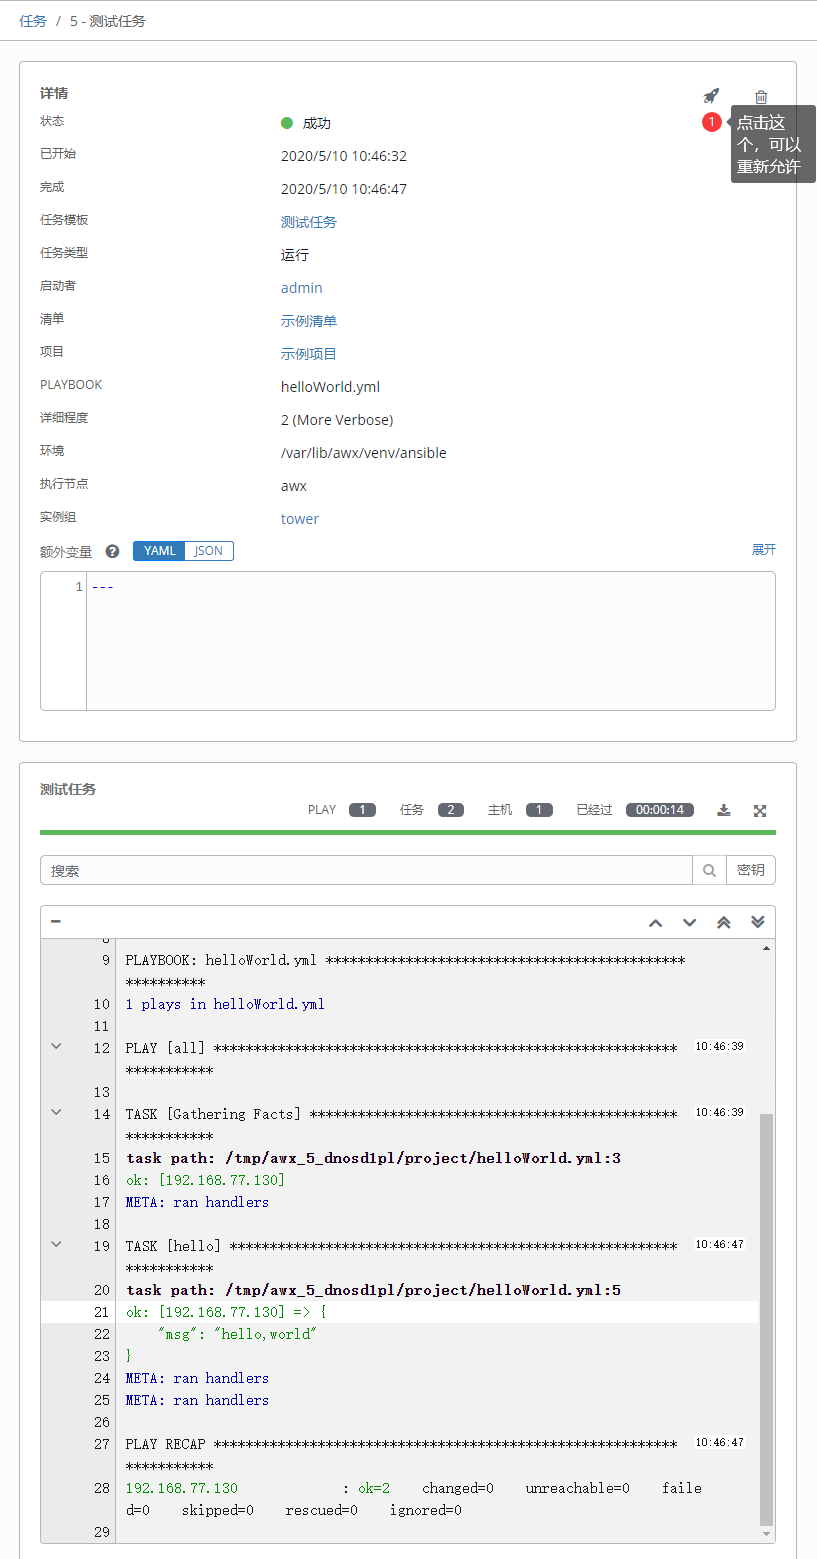 任务 / 5 - 测试任务
详情
状态 成功
1 点击这
个，可以
重新允许
已开始 2020/5/10 10:46:32
完成 2020/5/10 10:46:47
任务模板 测试任务
任务类型 运行
启动者 admin
清单 示例清单
项目 示例项目
PLAYBOOK helloWorld.yml
详细程度 2 (More Verbose)
环境 /var/lib/awx/venv/ansible
执行节点 awx
实例组 tower
额外变量 ? YAML JSON 展开
1 ---
测试任务
PLAY 1 任务 2 主机 1 已经过 00:00:14
搜索 密钥
9 PLAYBOOK: helloWorld.yml *********************************************
**********
10 1 plays in helloWorld.yml
11
12 PLAY [all] ********************************************************** 10:46:39
***********
13
14 TASK [Gathering Facts] ********************************************** 10:46:39
***********
15 task path: /tmp/awx_5_dnosd1pl/project/helloWorld.yml:3
16 ok: [192.168.77.130]
17 META: ran handlers
18
19 TASK [hello] ******************************************************** 10:46:47
***********
20 task path: /tmp/awx_5_dnosd1pl/project/helloWorld.yml:5
21 ok: [192.168.77.130] => {
22 "msg": "hello,world"
23 }
24 META: ran handlers
25 META: ran handlers
26
27 PLAY RECAP ********************************************************** 10:46:47
***********
28 192.168.77.130 : ok=2 changed=0 unreachable=0 faile
d=0 skipped=0 rescued=0 ignored=0
29